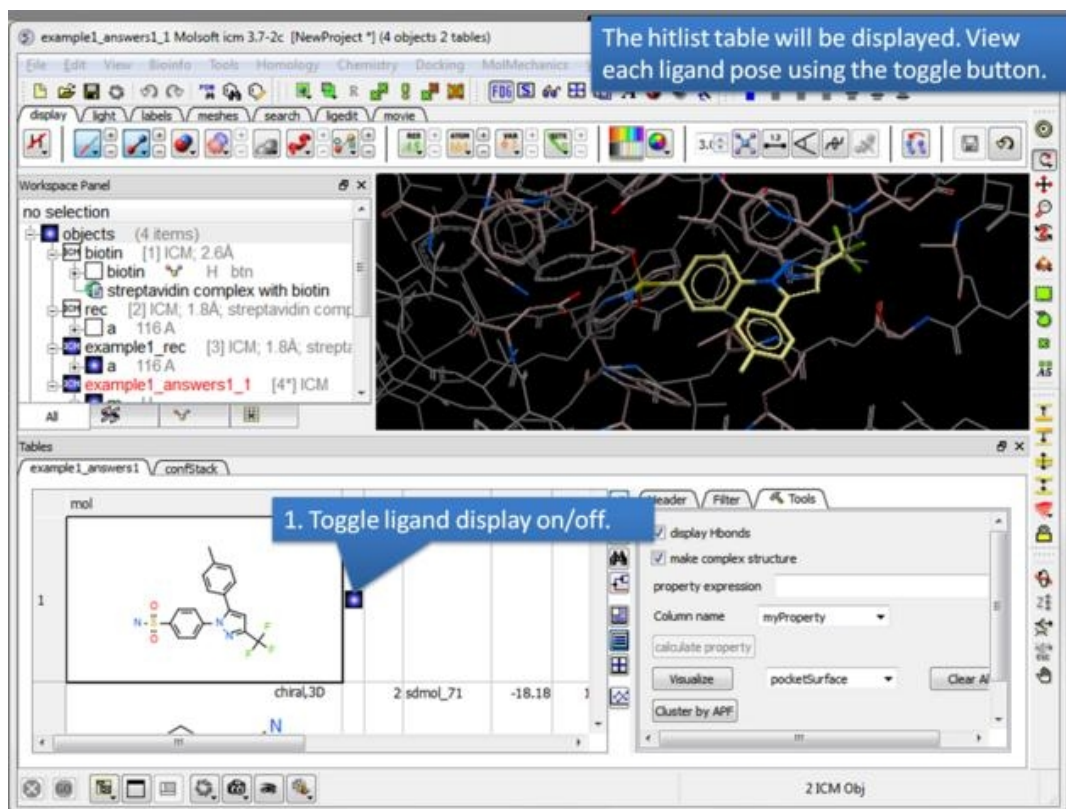 example1_answers1_1 Molsoft icm 3.7-2c [NewProject *] (4 objects 2 tables)
The hitlist table will be displayed. View
each ligand pose using the toggle button.
File Edit View Bioinfo Tools Homology Chemistry Docking MolMechanics
FOG
display light labels meshes search ligedit movie
Workspace Panel
no selection
objects (4 items)
biotin [1] ICM; 2.6Å
biotin H btn
streptavidin complex with biotin
rec [2] ICM; 1.8Å; streptavidin comp
a 116 A
example1_rec [3] ICM; 1.8Å; strepta
a 116 A
example1_answers1_1 [4*] ICM
All
Tables
example1_answers1 confStack
mol
1. Toggle ligand display on/off.
Header Filter Tools
display Hbonds
make complex structure
property expression
1
Column name myProperty
calculate property
Visualize pocketSurface Clear Al
Cluster by APF
chiral,3D 2 sdmol_71 -18.18 1
2 ICM Obj